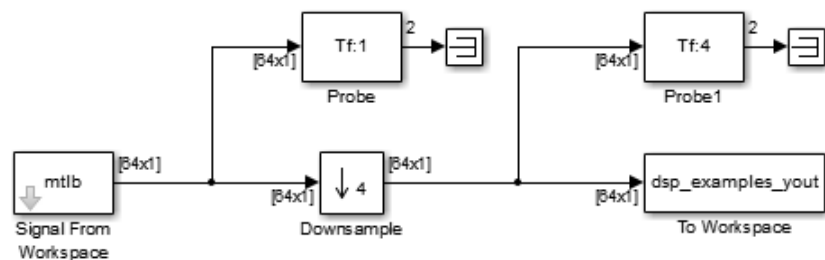 Tf:1
2
[64x1]
Probe
Tf:4
2
[64x1]
Probe1
mtlb
[64x1]
Signal From
Workspace
[64x1]
↓ 4
[64x1]
Downsample
[64x1]
dsp_examples_yout
To Workspace